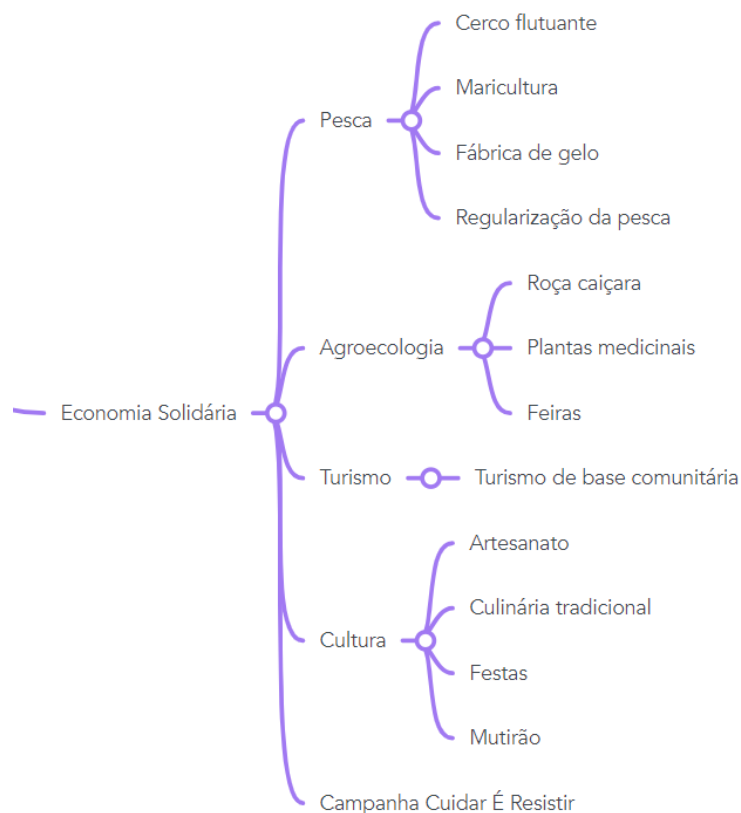 Economia Solidária
Pesca
Cerco flutuante
Maricultura
Fábrica de gelo
Regularização da pesca
Agroecologia
Roça caiçara
Plantas medicinais
Feiras
Turismo
Turismo de base comunitária
Cultura
Artesanato
Culinária tradicional
Festas
Mutirão
Campanha Cuidar É Resistir